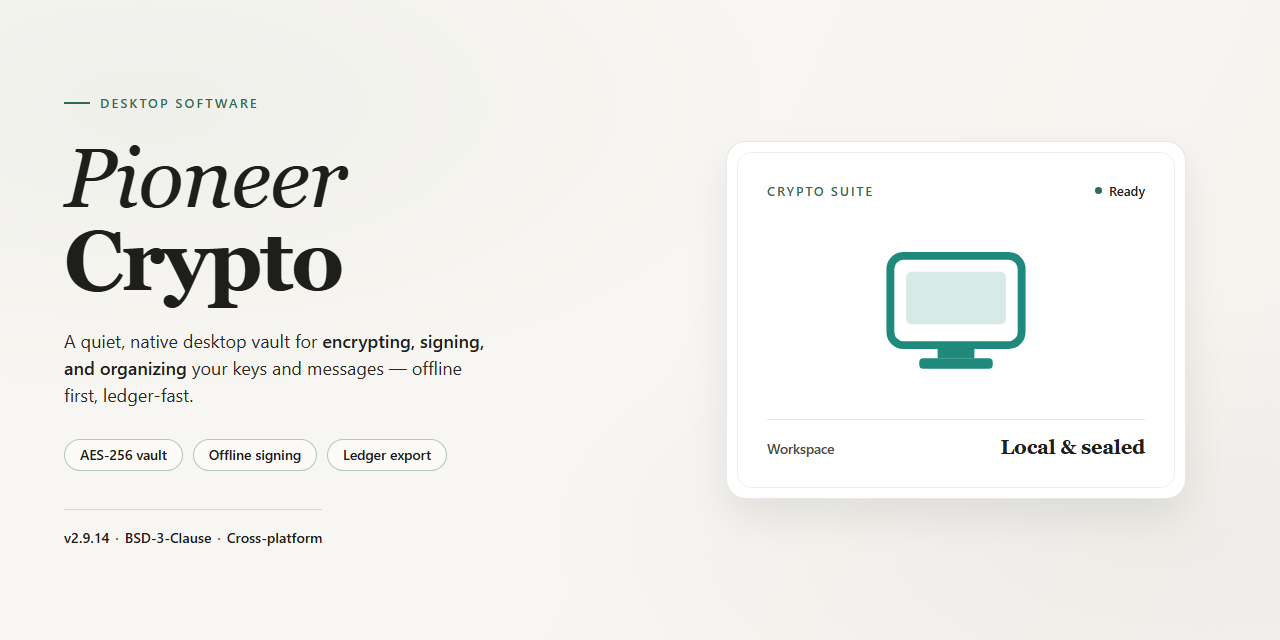 DESKTOP SOFTWARE
Pioneer
Crypto
A quiet, native desktop vault for encrypting, signing,
and organizing your keys and messages — offline
first, ledger-fast.
AES-256 vault
Offline signing
Ledger export
v2.9.14 · BSD-3-Clause · Cross-platform
CRYPTO SUITE
Ready
Workspace
Local & sealed